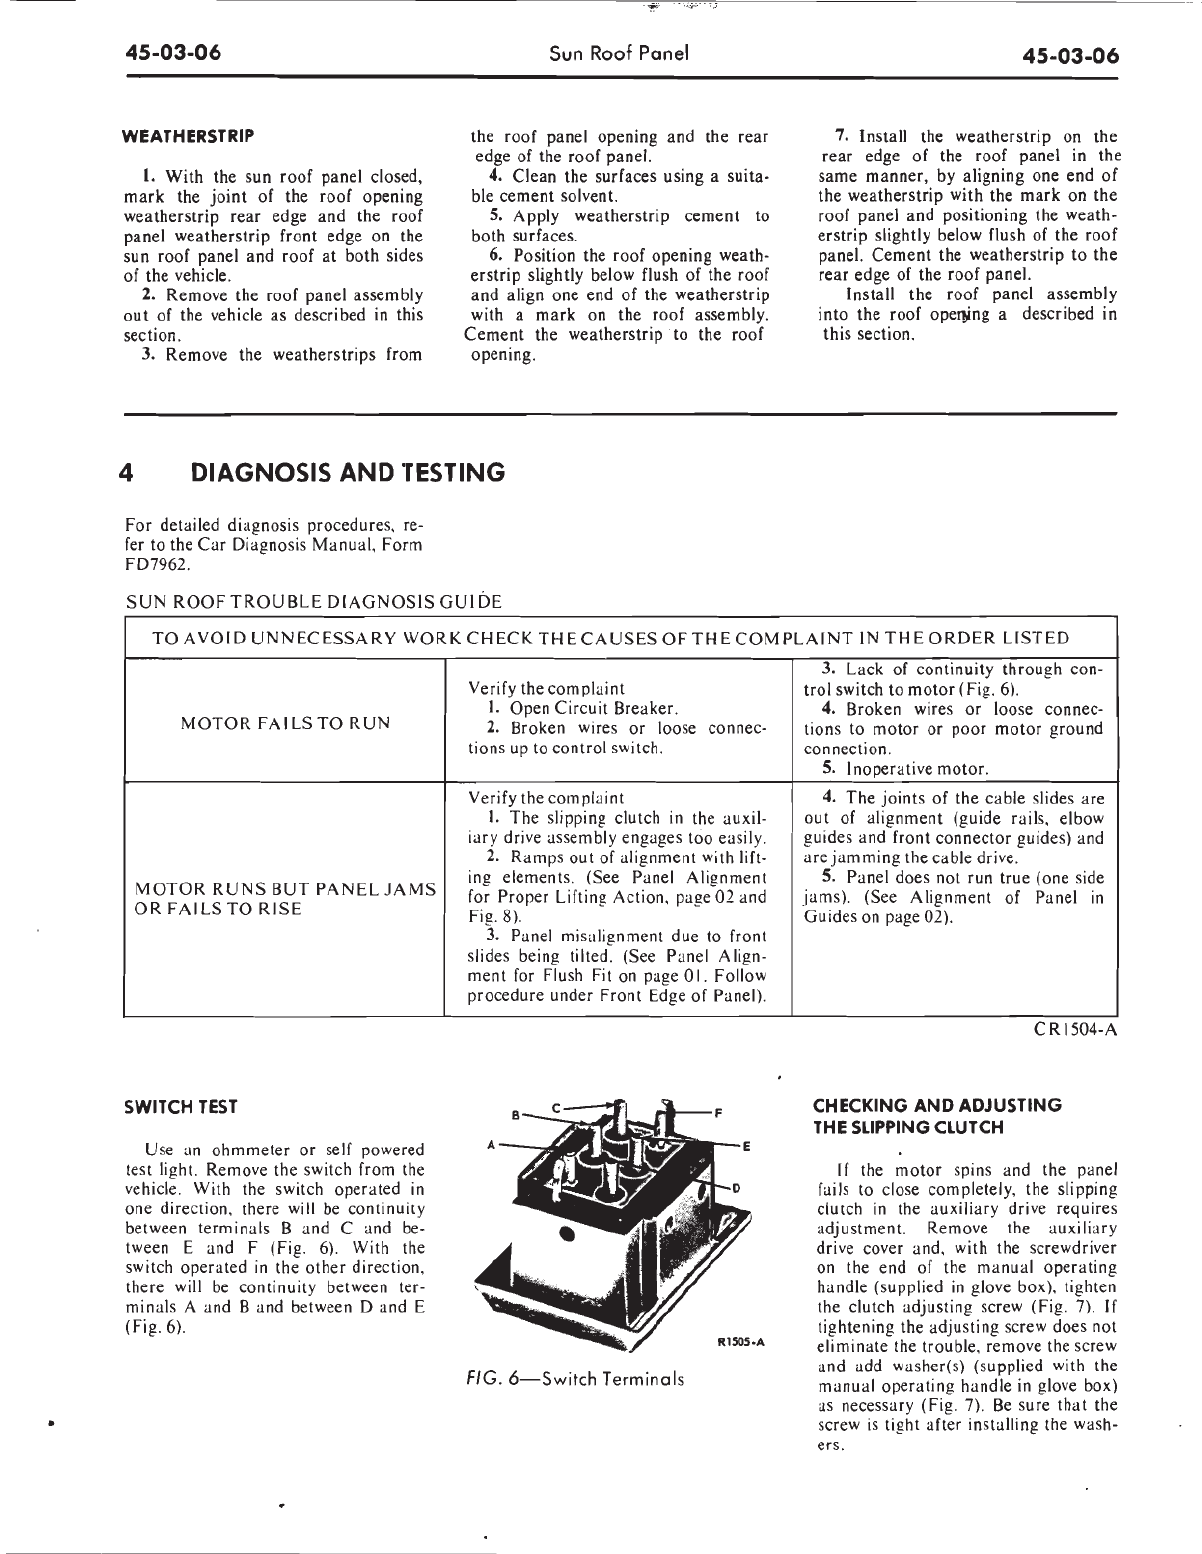 45-03-06 Sun Roof Panel 45-03-06
WEATHERSTRIP
1. With the sun roof panel closed,
mark the joint of the roof opening
weatherstrip rear edge and the roof
panel weatherstrip front edge on the
sun roof panel and roof at both sides
of the vehicle.
2. Remove the roof panel assembly
out of the vehicle as described in this
section.
3. Remove the weatherstrips from
the roof panel opening and the rear
edge of the roof panel.
4. Clean the surfaces using a suita-
ble cement solvent.
5. Apply weatherstrip cement to
both surfaces.
6. Position the roof opening weath-
erstrip slightly below flush of the roof
and align one end of the weatherstrip
with a mark on the roof assembly.
Cement the weatherstrip to the roof
opening.
7. Install the weatherstrip on the
rear edge of the roof panel in the
same manner, by aligning one end of
the weatherstrip with the mark on the
roof panel and positioning the weath-
erstrip slightly below flush of the roof
panel. Cement the weatherstrip to the
rear edge of the roof panel.
Install the roof panel assembly
into the roof a described in
this section.
4 DIAGNOSIS AND TESTING
For detailed diagnosis procedures, re-
fer to the Car Diagnosis Manual, Form
FD7962.
SUN ROOF TROUBLE DIAGNOSIS GUIDE
TO AVOID UNNECESSARY WORK CHECK THE CAUSES OF THE COMPLAINT IN THE ORDER LISTED
MOTOR FAILS TO RUN
Verify the complaint
1. Open Circuit Breaker.
2. Broken wires or loose connec-
tions up to control switch.
3. Lack of continuity through con-
trol switch to motor (Fig. 6).
4. Broken wires or loose connec-
tions to motor or poor motor ground
connection.
5. Inoperative motor.
MOTOR RUNS BUT PANEL JAMS
OR FAILS TO RISE
Verify the complaint
1. The slipping clutch in the auxil-
iary drive assembly engages too easily.
2. Ramps out of alignment with lift-
ing elements. (See Panel Alignment
for Proper Lifting Action, page 02 and
Fig. 8).
3. Panel misalignment due to front
slides being tilted. (See Panel Align-
ment for Flush Fit on page 01. Follow
procedure under Front Edge of Panel).
4. The joints of the cable slides are
out of alignment (guide rails, elbow
guides and front connector guides) and
are jamming the cable drive.
5. Panel does not run true (one side
jams). (See Alignment of Panel in
Guides on page 02).
CR1504-A
SWITCH TEST
Use an ohmmeter or self powered
test light. Remove the switch from the
vehicle. With the switch operated in
one direction, there will be continuity
between terminals B and C and be-
tween E and F (Fig. 6). With the
switch operated in the other direction,
there will be continuity between ter-
minals A and B and between D and E
(Fig. 6).
A
B
C
F
E
D
R1505-A
FIG. 6—Switch Terminals
CHECKING AND ADJUSTING
THE SLIPPING CLUTCH
If the motor spins and the panel
fails to close completely, the slipping
clutch in the auxiliary drive requires
adjustment. Remove the auxiliary
drive cover and, with the screwdriver
on the end of the manual operating
handle (supplied in glove box), tighten
the clutch adjusting screw (Fig. 7). If
tightening the adjusting screw does not
eliminate the trouble, remove the screw
and add washer(s) (supplied with the
manual operating handle in glove box)
as necessary (Fig. 7). Be sure that the
screw is tight after installing the wash-
ers.